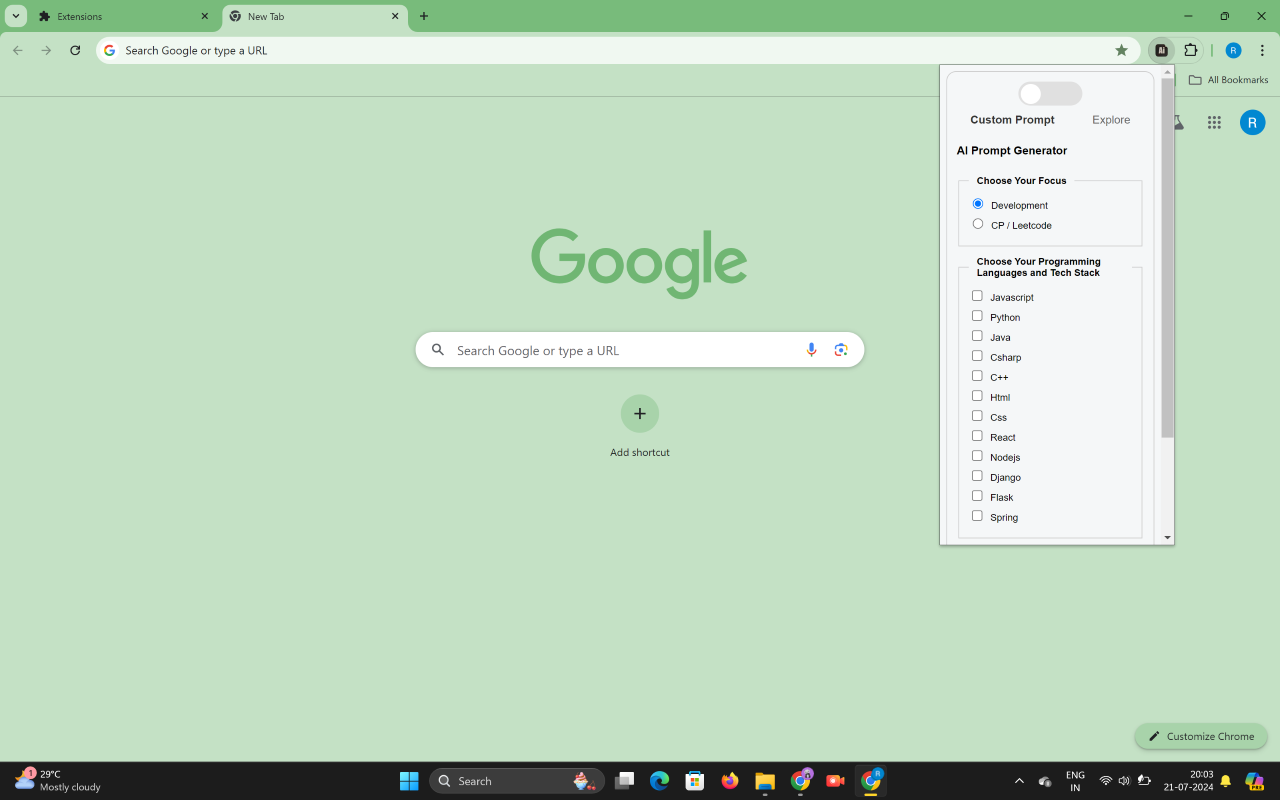 Extensions
New Tab
Search Google or type a URL
Ai
R
All Bookmarks
Custom Prompt
Explore
R
AI Prompt Generator
Choose Your Focus
Development
CP / Leetcode
Choose Your Programming
Languages and Tech Stack
Javascript
Python
Java
Csharp
C++
Html
Css
React
Nodejs
Django
Flask
Spring
Google
Search Google or type a URL
Add shortcut
Customize Chrome
1
29°C
Mostly cloudy
Search
R
ENG
IN
20:03
21-07-2024
PRE